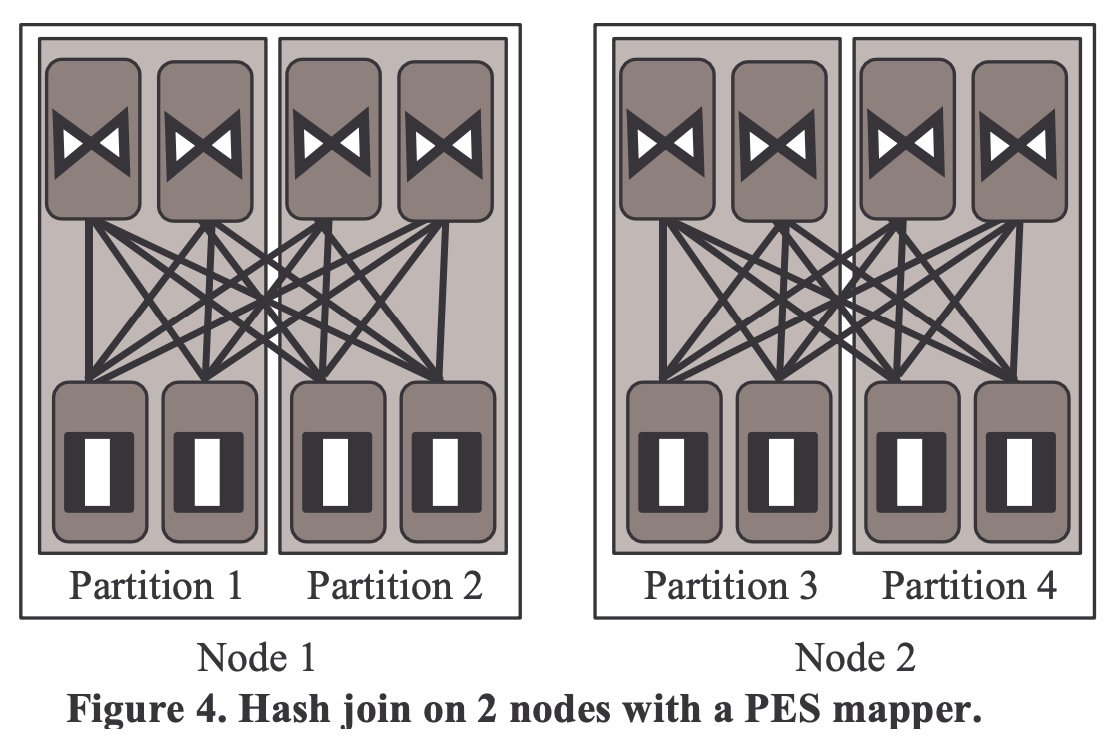 Partition 1 Partition 2 Partition 3 Partition 4
Node 1 Node 2
Figure 4. Hash join on 2 nodes with a PES mapper.